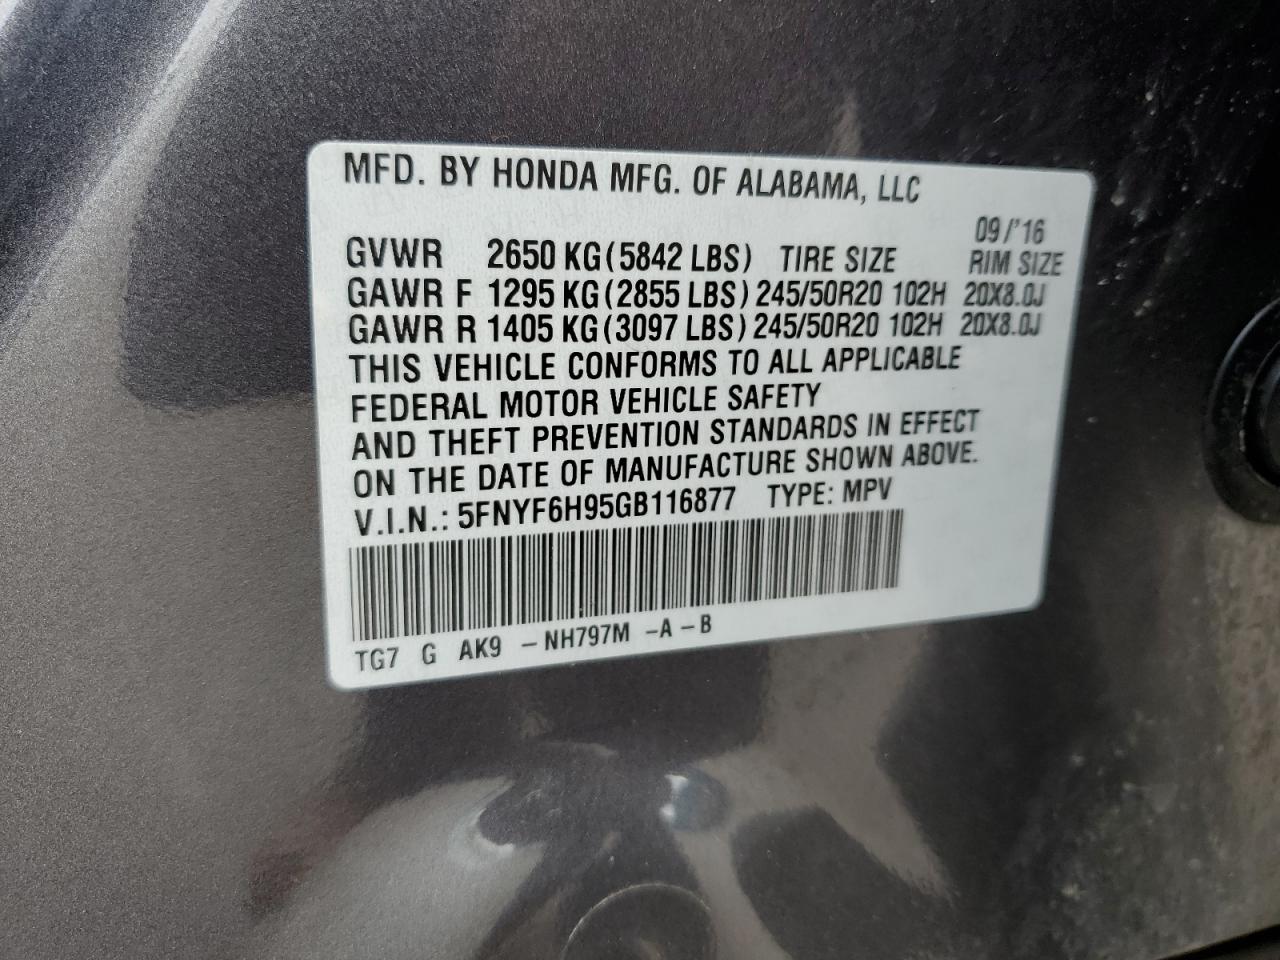 MFD. BY HONDA MFG. OF ALABAMA, LLC
09/'16
GVWR 2650 KG (5842 LBS) TIRE SIZE RIM SIZE
GAWR F 1295 KG (2855 LBS) 245/50R20 102H 20X8.0J
GAWR R 1405 KG (3097 LBS) 245/50R20 102H 20X8.0J
THIS VEHICLE CONFORMS TO ALL APPLICABLE
FEDERAL MOTOR VEHICLE SAFETY
AND THEFT PREVENTION STANDARDS IN EFFECT
ON THE DATE OF MANUFACTURE SHOWN ABOVE.
V.I.N.: 5FNYF6H95GB116877 TYPE: MPV
TG7 G AK9 -NH797M -A-B